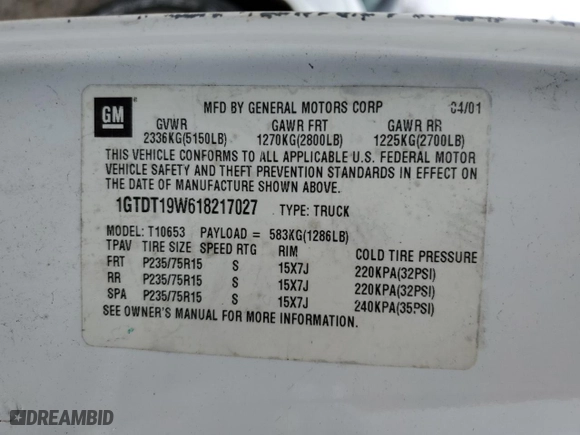 GM
MFD BY GENERAL MOTORS CORP 04/01
GVWR GAWR FRT GAWR RR
2336KG(5150LB) 1270KG(2800LB) 1225KG(2700LB)
THIS VEHICLE CONFORMS TO ALL APPLICABLE U.S. FEDERAL MOTOR
VEHICLE SAFETY AND THEFT PREVENTION STANDARDS IN EFFECT ON
THE DATE OF MANUFACTURE SHOWN ABOVE.
1GTDT19W618217027 TYPE: TRUCK
MODEL: T10653 PAYLOAD = 583KG(1286LB)
TPAV TIRE SIZE SPEED RTG RIM COLD TIRE PRESSURE
FRT P235/75R15 S 15X7J 220KPA(32PSI)
RR P235/75R15 S 15X7J 220KPA(32PSI)
SPA P235/75R15 S 15X7J 240KPA(35PSI)
SEE OWNER'S MANUAL FOR MORE INFORMATION.
DREAMBID